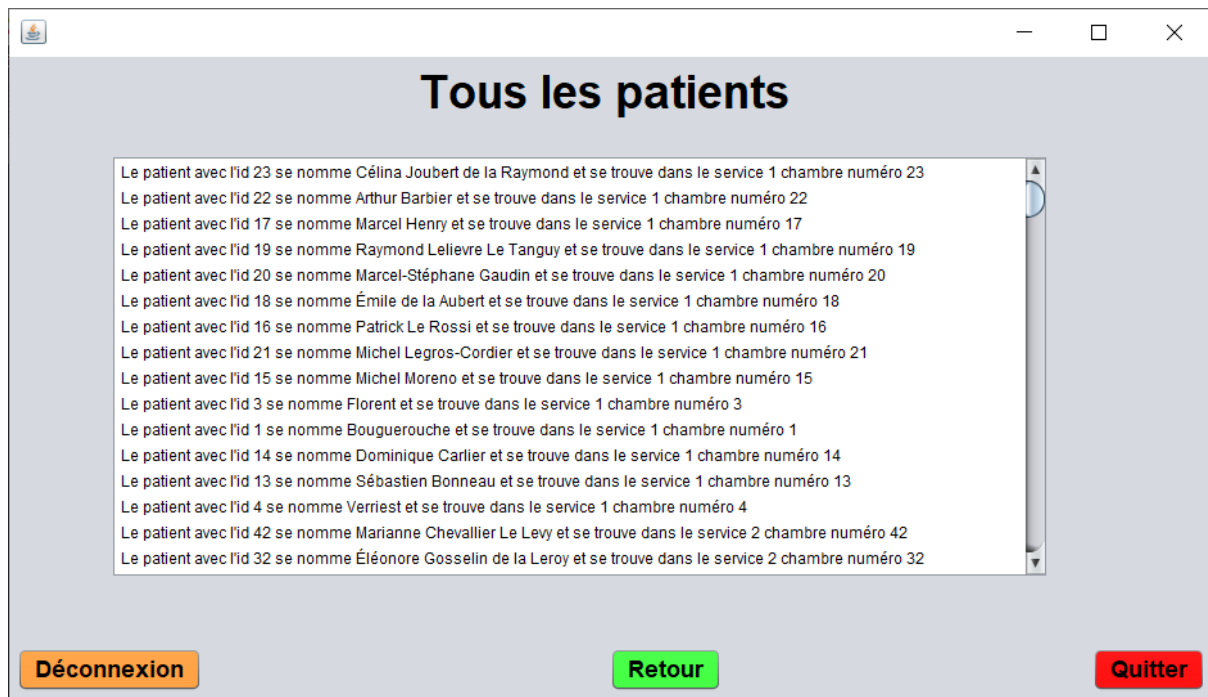 Tous les patients
Le patient avec l'id 23 se nomme Célina Joubert de la Raymond et se trouve dans le service 1 chambre numéro 23
Le patient avec l'id 22 se nomme Arthur Barbier et se trouve dans le service 1 chambre numéro 22
Le patient avec l'id 17 se nomme Marcel Henry et se trouve dans le service 1 chambre numéro 17
Le patient avec l'id 19 se nomme Raymond Lelievre Le Tanguy et se trouve dans le service 1 chambre numéro 19
Le patient avec l'id 20 se nomme Marcel-Stéphane Gaudin et se trouve dans le service 1 chambre numéro 20
Le patient avec l'id 18 se nomme Émile de la Aubert et se trouve dans le service 1 chambre numéro 18
Le patient avec l'id 16 se nomme Patrick Le Rossi et se trouve dans le service 1 chambre numéro 16
Le patient avec l'id 21 se nomme Michel Legros-Cordier et se trouve dans le service 1 chambre numéro 21
Le patient avec l'id 15 se nomme Michel Moreno et se trouve dans le service 1 chambre numéro 15
Le patient avec l'id 3 se nomme Florent et se trouve dans le service 1 chambre numéro 3
Le patient avec l'id 1 se nomme Bouguerouche et se trouve dans le service 1 chambre numéro 1
Le patient avec l'id 14 se nomme Dominique Carlier et se trouve dans le service 1 chambre numéro 14
Le patient avec l'id 13 se nomme Sébastien Bonneau et se trouve dans le service 1 chambre numéro 13
Le patient avec l'id 4 se nomme Verriest et se trouve dans le service 1 chambre numéro 4
Le patient avec l'id 42 se nomme Marianne Chevallier Le Levy et se trouve dans le service 2 chambre numéro 42
Le patient avec l'id 32 se nomme Éléonore Gosselin de la Leroy et se trouve dans le service 2 chambre numéro 32
Déconnexion
Retour
Quitter